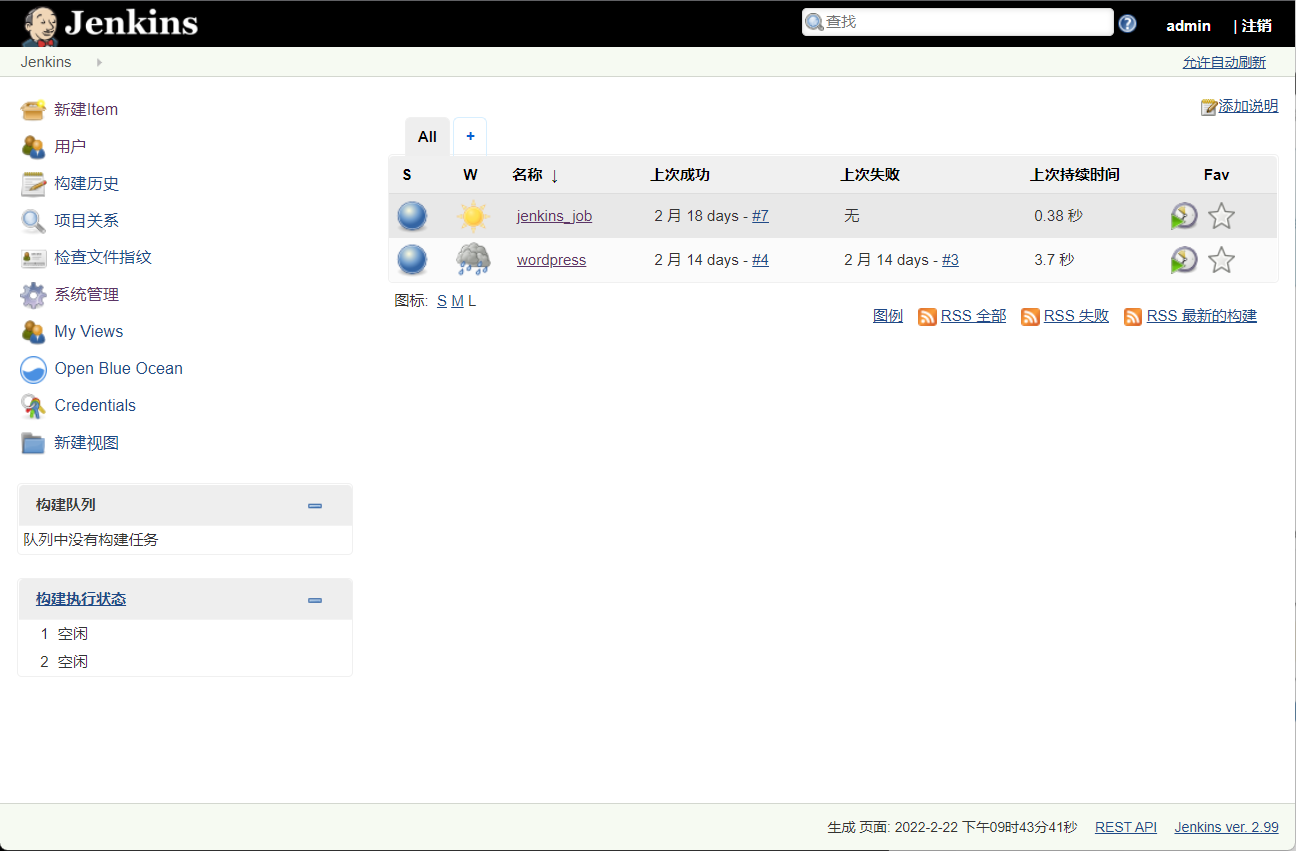 Jenkins
查找
admin | 注销
Jenkins
允许自动刷新
新建Item
用户
构建历史
项目关系
检查文件指纹
系统管理
My Views
Open Blue Ocean
Credentials
新建视图
构建队列
队列中没有构建任务
构建执行状态
1 空闲
2 空闲
添加说明
All +
S W 名称 ↓ 上次成功 上次失败 上次持续时间 Fav
jenkins_job 2 月 18 days - #7 无 0.38 秒
wordpress 2 月 14 days - #4 2 月 14 days - #3 3.7 秒
图标: S M L
图例 RSS 全部 RSS 失败 RSS 最新的构建
生成 页面: 2022-2-22 下午09时43分41秒 REST API Jenkins ver. 2.99